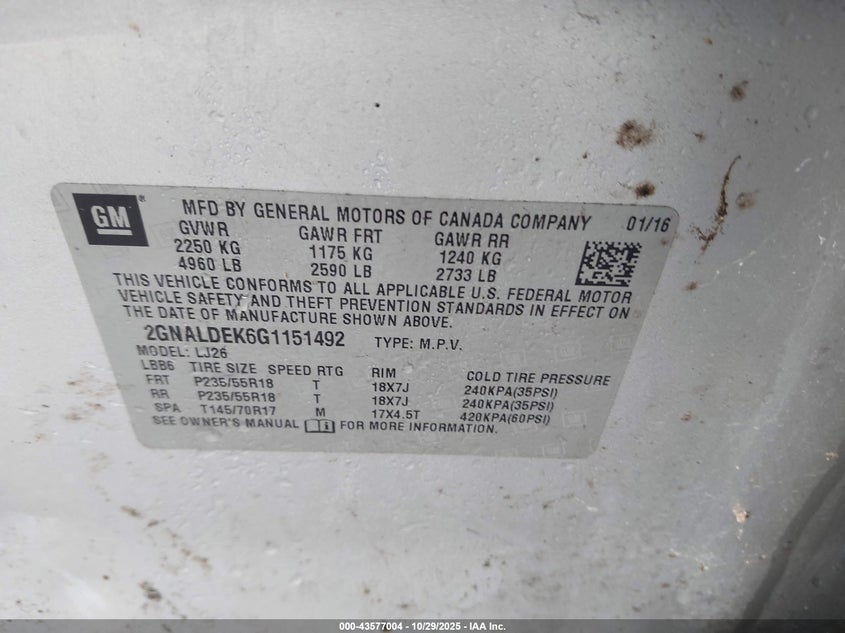 GM ® MFD BY GENERAL MOTORS OF CANADA COMPANY 01/16
GVWR GAWR FRT GAWR RR
2250 KG 1175 KG 1240 KG
4960 LB 2590 LB 2733 LB
THIS VEHICLE CONFORMS TO ALL APPLICABLE U.S. FEDERAL MOTOR
VEHICLE SAFETY AND THEFT PREVENTION STANDARDS IN EFFECT ON
THE DATE OF MANUFACTURE SHOWN ABOVE.
2GNALDEK6G1151492 TYPE: M.P.V.
MODEL: LJ26
LBB6 TIRE SIZE SPEED RTG RIM COLD TIRE PRESSURE
FRT P235/55R18 T 18X7J 240KPA(35PSI)
RR P235/55R18 T 18X7J 240KPA(35PSI)
SPA T145/70R17 M 17X4.5T 420KPA(60PSI)
SEE OWNER'S MANUAL FOR MORE INFORMATION.
000-43577004 - 10/29/2025 - IAA Inc.